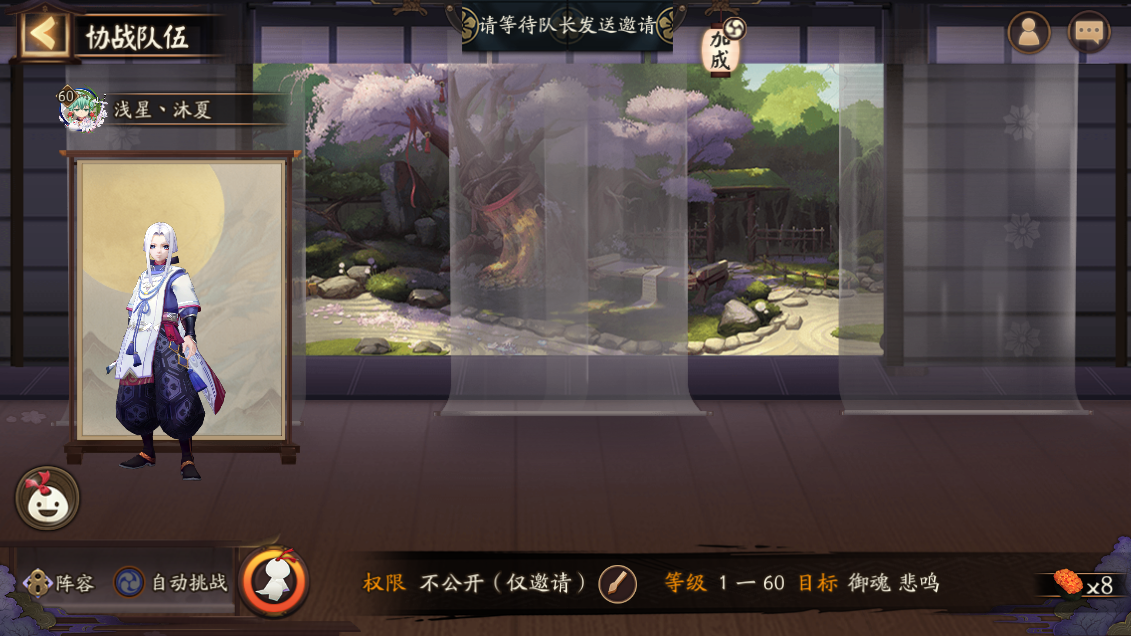 协战队伍
请等待队长发送邀请
加成
60
浅星丶沐夏
阵容
自动挑战
权限 不公开（仅邀请）
等级 1 一 60 目标 御魂 悲鸣
x8